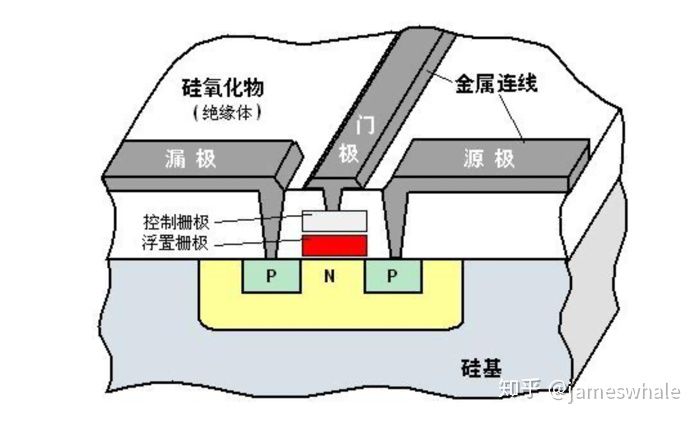 硅氧化物
（绝缘体）
门
极
金属连线
漏 极
源 极
控制栅极
浮置栅极
P
N
P
硅基
知乎 @jameswhale